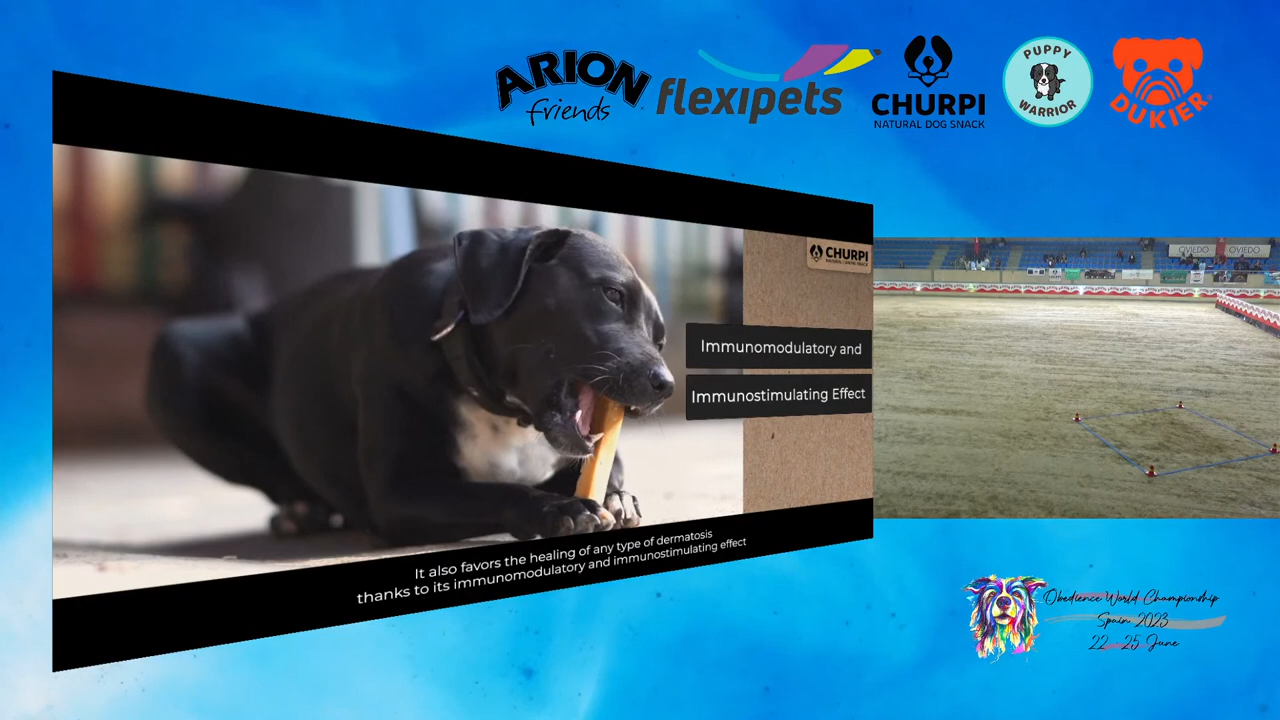 ARION
friends
flexipets
CHURPI
NATURAL DOG SNACK
PUPPY
WARRIOR
DUKIER
CHURPI
Immunomodulatory and
Immunostimulating Effect
It also favors the healing of any type of dermatosis
thanks to its immunomodulatory and immunostimulating effect
OVIEDO
OVIEDO
Obedience World Championship
Spain 2023
22 - 25 June